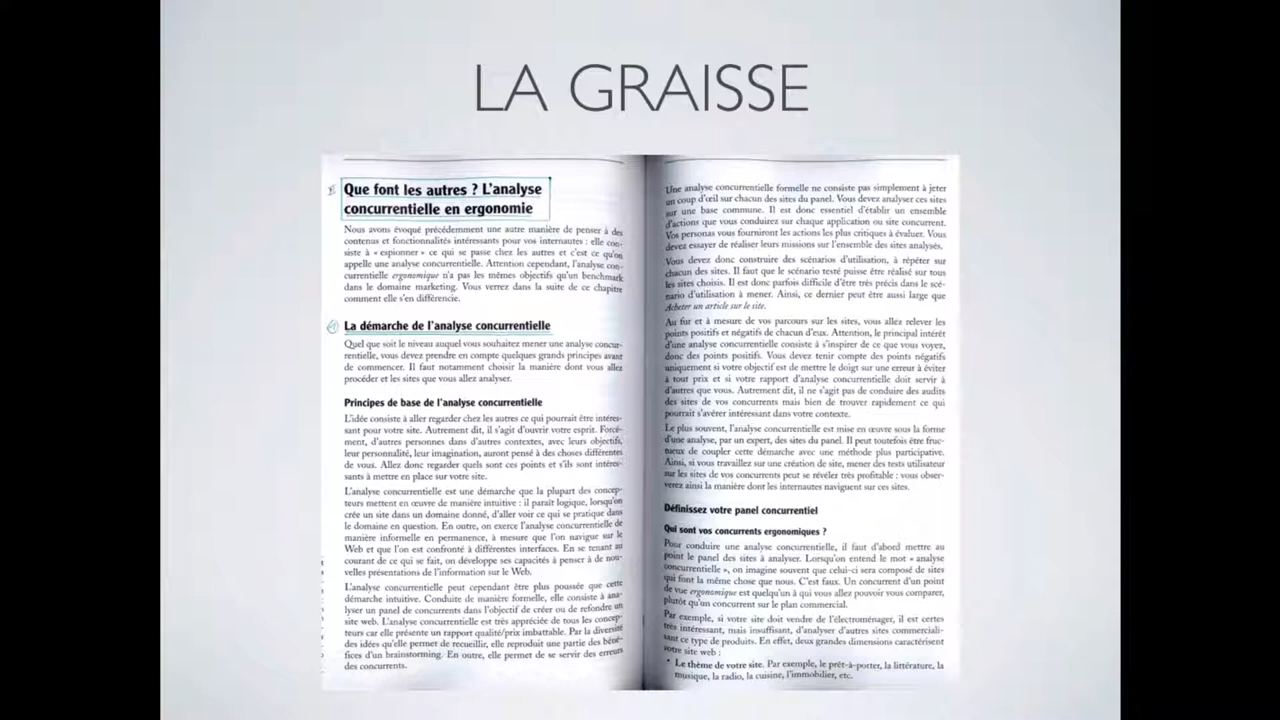 LA GRAISSE
Que font les autres ? L'analyse
concurrentielle en ergonomie
Nous avons évoqué précédemment une autre manière de penser à des
contenus et fonctionnalités intéressants pour vos internautes : elle con-
siste à « espionner » ce qui se passe chez les autres et c'est ce qu'on
appelle une analyse concurrentielle. Attention cependant, l'analyse con-
currentielle ergonomique n'a pas les mêmes objectifs qu'un benchmark
dans le domaine marketing. Vous verrez dans la suite de ce chapitre
comment elle s'en différencie.
La démarche de l'analyse concurrentielle
Quel que soit le niveau auquel vous souhaitez mener une analyse concur-
rentielle, vous devez prendre en compte quelques grands principes avant
de commencer. Il faut notamment choisir la manière dont vous allez
procéder et les sites que vous allez analyser.
Principes de base de l'analyse concurrentielle
L'idée consiste à aller regarder chez les autres ce qui pourrait être intéres-
sant pour votre site. Autrement dit, il s'agit d'ouvrir votre esprit. Forcé-
ment, d'autres personnes dans d'autres contextes, avec leurs objectifs,
leur personnalité, leur imagination, auront pensé à des choses différentes
de vous. Allez donc regarder quels sont ces points et s'ils sont intéres-
sants à mettre en place sur votre site.
L'analyse concurrentielle est une démarche que la plupart des concep-
teurs mettent en œuvre de manière intuitive : il paraît logique, lorsqu'on
crée un site dans un domaine donné, d'aller voir ce qui se pratique dans
le domaine en question. En outre, on exerce l'analyse concurrentielle de
manière informelle en permanence, à mesure que l'on navigue sur le
Web et que l'on est confronté à différentes interfaces. En se tenant au
courant de ce qui se fait, on développe ses capacités à penser à de nou-
velles présentations de l'information sur le Web.
L'analyse concurrentielle peut cependant être plus poussée que cette
démarche intuitive. Conduite de manière formelle, elle consiste à ana-
lyser un panel de concurrents dans l'objectif de créer ou de refondre un
site web. L'analyse concurrentielle est très appréciée de tous les concep-
teurs car elle présente un rapport qualité/prix imbattable. Par la diversité
des idées qu'elle permet de recueillir, elle reproduit une partie des béné-
fices d'un brainstorming. En outre, elle permet de se servir des erreurs
des concurrents.
Une analyse concurrentielle formelle ne consiste pas simplement à jeter
un coup d'œil sur chacun des sites du panel. Vous devez analyser ces sites
sur une base commune. Il est donc essentiel d'établir un ensemble
d'actions que vous conduirez sur chaque application ou site concurrent.
Vos personas vous fourniront les actions les plus critiques à évaluer. Vous
devez essayer de réaliser leurs missions sur l'ensemble des sites analysés.
Vous devez donc construire des scénarios d'utilisation, à répéter sur
chacun des sites. Il faut que le scénario testé puisse être réalisé sur tous
les sites choisis. Il est donc parfois difficile d'être très précis dans le scé-
nario d'utilisation à mener. Ainsi, ce dernier peut être aussi large que
Acheter un article sur le site.
Au fur et à mesure de vos parcours sur les sites, vous allez relever les
points positifs et négatifs de chacun d'eux. Attention, le principal intérêt
d'une analyse concurrentielle consiste à s'inspirer de ce que vous voyez,
donc des points positifs. Vous devez tenir compte des points négatifs
uniquement si votre objectif est de mettre le doigt sur une erreur à éviter
à tout prix et si votre rapport d'analyse concurrentielle doit servir à
d'autres que vous. Autrement dit, il ne s'agit pas de conduire des audits
des sites de vos concurrents mais bien de trouver rapidement ce qui
pourrait s'avérer intéressant dans votre contexte.
Le plus souvent, l'analyse concurrentielle est mise en œuvre sous la forme
d'une analyse, par un expert, des sites du panel. Il peut toutefois être fruc-
tueux de coupler cette démarche avec une méthode plus participative.
Ainsi, si vous travaillez sur une création de site, mener des tests utilisateur
sur les sites de vos concurrents peut se révéler très profitable : vous obser-
verez ainsi la manière dont les internautes naviguent sur ces sites.
Définissez votre panel concurrentiel
Qui sont vos concurrents ergonomiques ?
Pour conduire une analyse concurrentielle, il faut d'abord mettre au
point le panel des sites à analyser. Lorsqu'on entend le mot « analyse
concurrentielle », on imagine souvent que celui-ci sera composé de sites
qui font la même chose que nous. C'est faux. Un concurrent d'un point
de vue ergonomique est quelqu'un à qui vous allez pouvoir vous comparer,
plutôt qu'un concurrent sur le plan commercial.
Par exemple, si votre site doit vendre de l'électroménager, il est certes
très intéressant, mais insuffisant, d'analyser d'autres sites commerciali-
sant ce type de produits. En effet, deux grandes dimensions caractérisent
votre site web :
• Le thème de votre site. Par exemple, le prêt-à-porter, la littérature, la
musique, la radio, la cuisine, l'immobilier, etc.